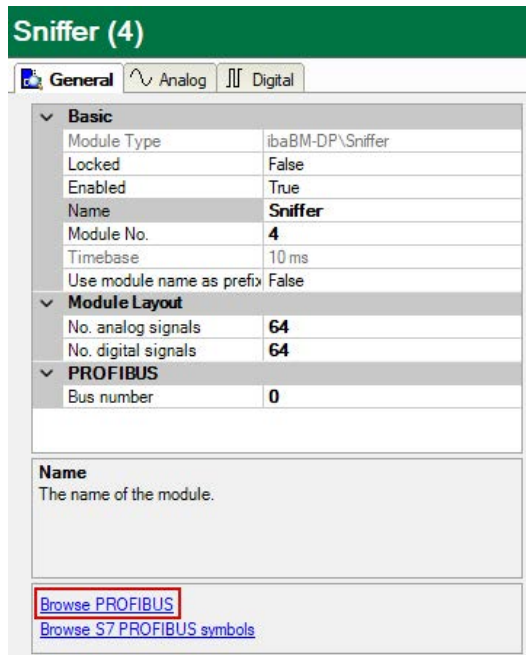 Sniffer (4)
General Analog Digital
Basic
Module Type ibaBM-DP\Sniffer
Locked False
Enabled True
Name Sniffer
Module No. 4
Timebase 10 ms
Use module name as prefix False
Module Layout
No. analog signals 64
No. digital signals 64
PROFIBUS
Bus number 0
Name
The name of the module.
Browse PROFIBUS
Browse S7 PROFIBUS symbols